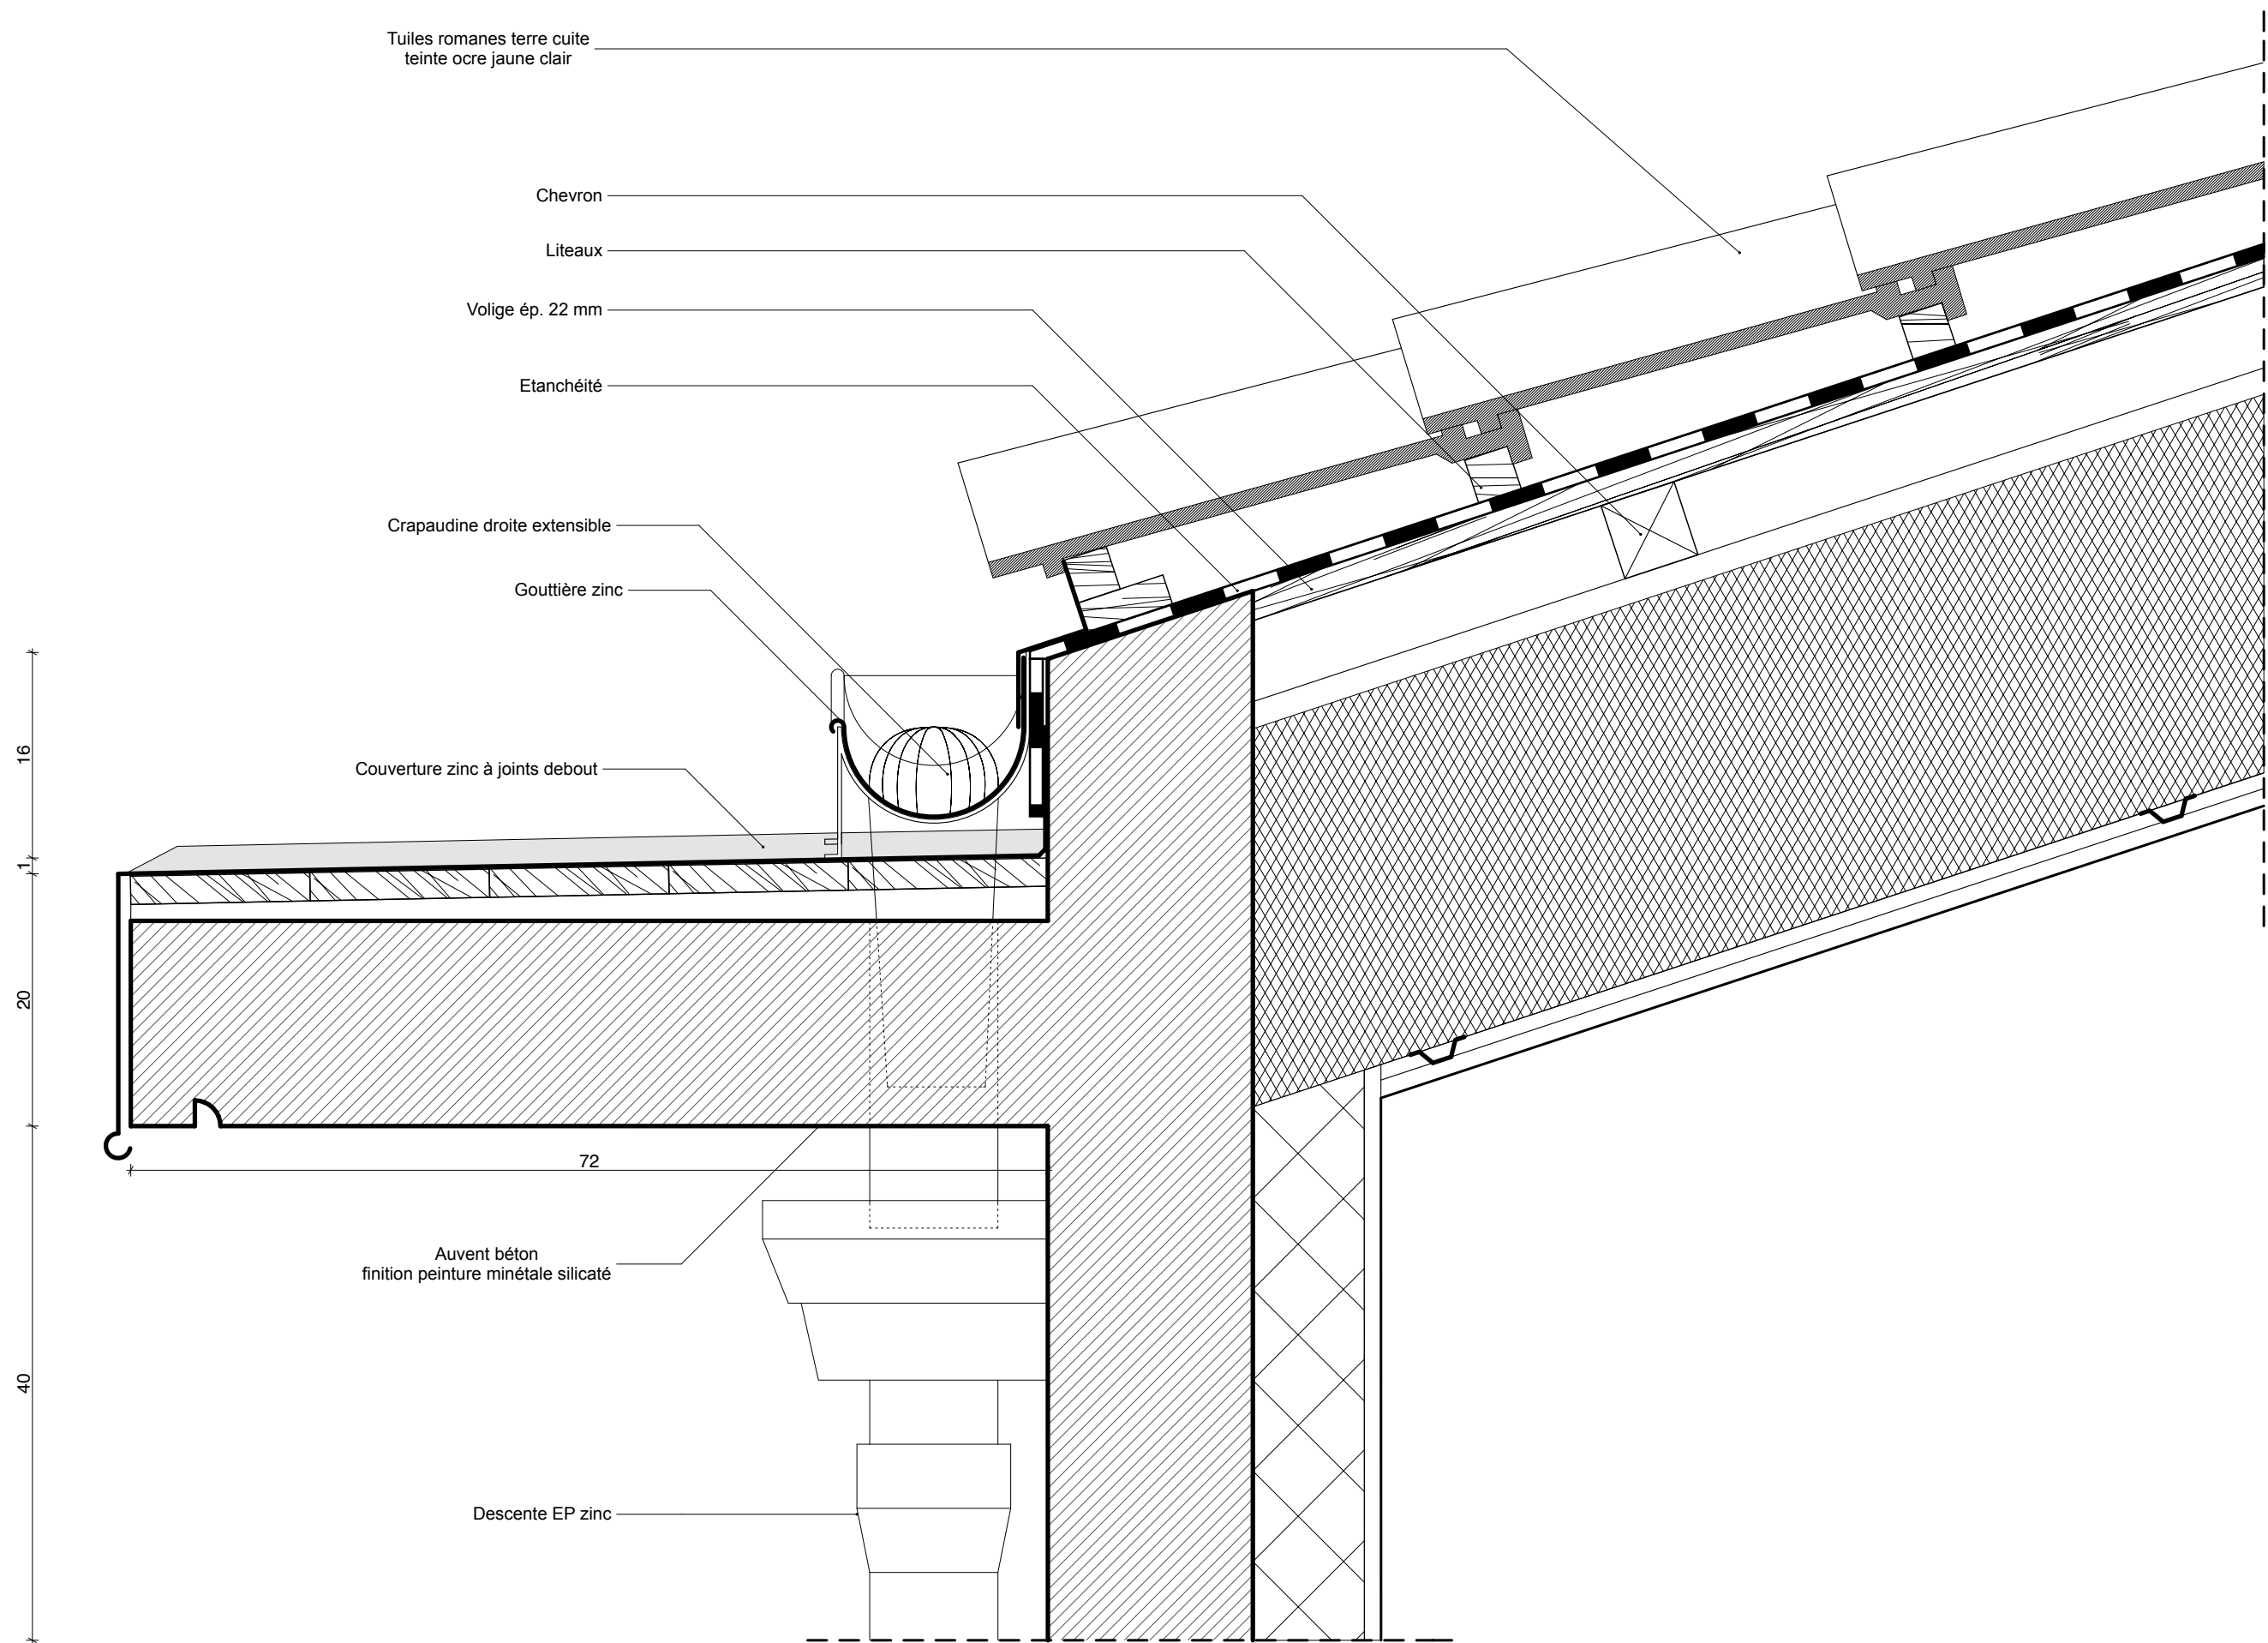 Tuiles romanes terre cuite
teinte ocre jaune clair
Chevron
Liteaux
Volige ép. 22 mm
Etanchéité
Crapaudine droite extensible
Gouttière zinc
Couverture zinc à joints debout
16
1
20
72
40
Auvent béton
finition peinture minétale silicaté
Descente EP zinc